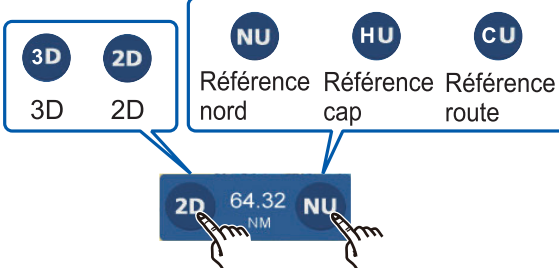 3D 2D
3D 2D
NU HU CU
Référence Référence Référence
nord cap route
2D 64.32 NU
NM